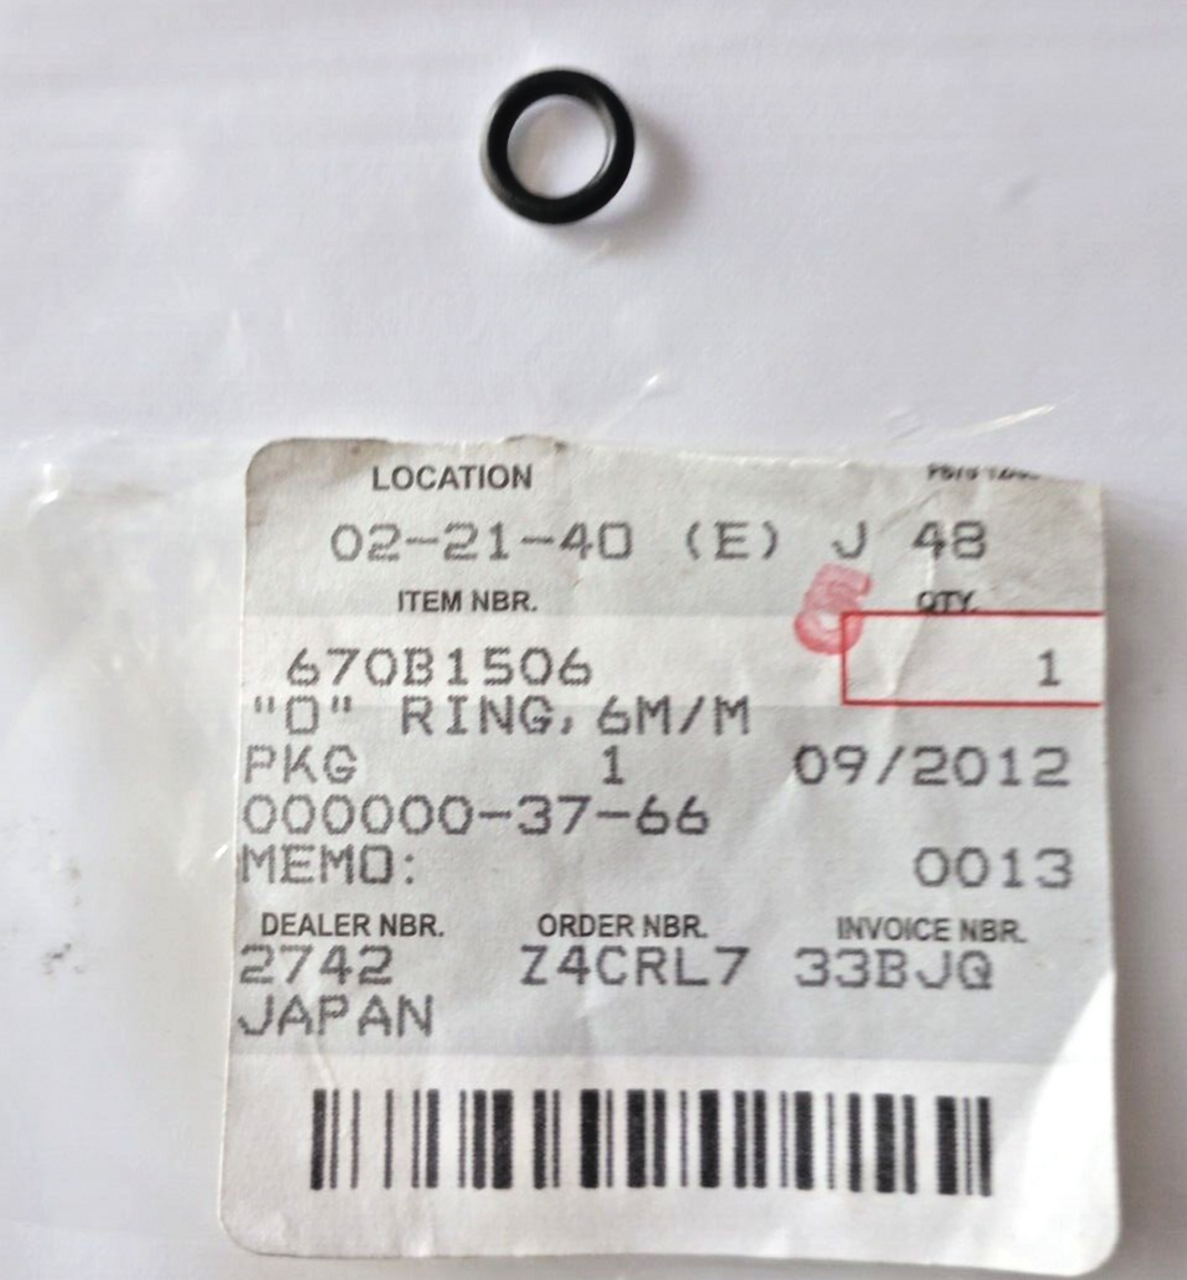 LOCATION
02-21-40 (E) J 48
ITEM NBR. QTY.
6
670B1506 1
"O" RING, 6M/M
PKG 1 09/2012
000000-37-66
MEMO: 0013
DEALER NBR. ORDER NBR. INVOICE NBR.
2742 Z4CRL7 33BJQ
JAPAN